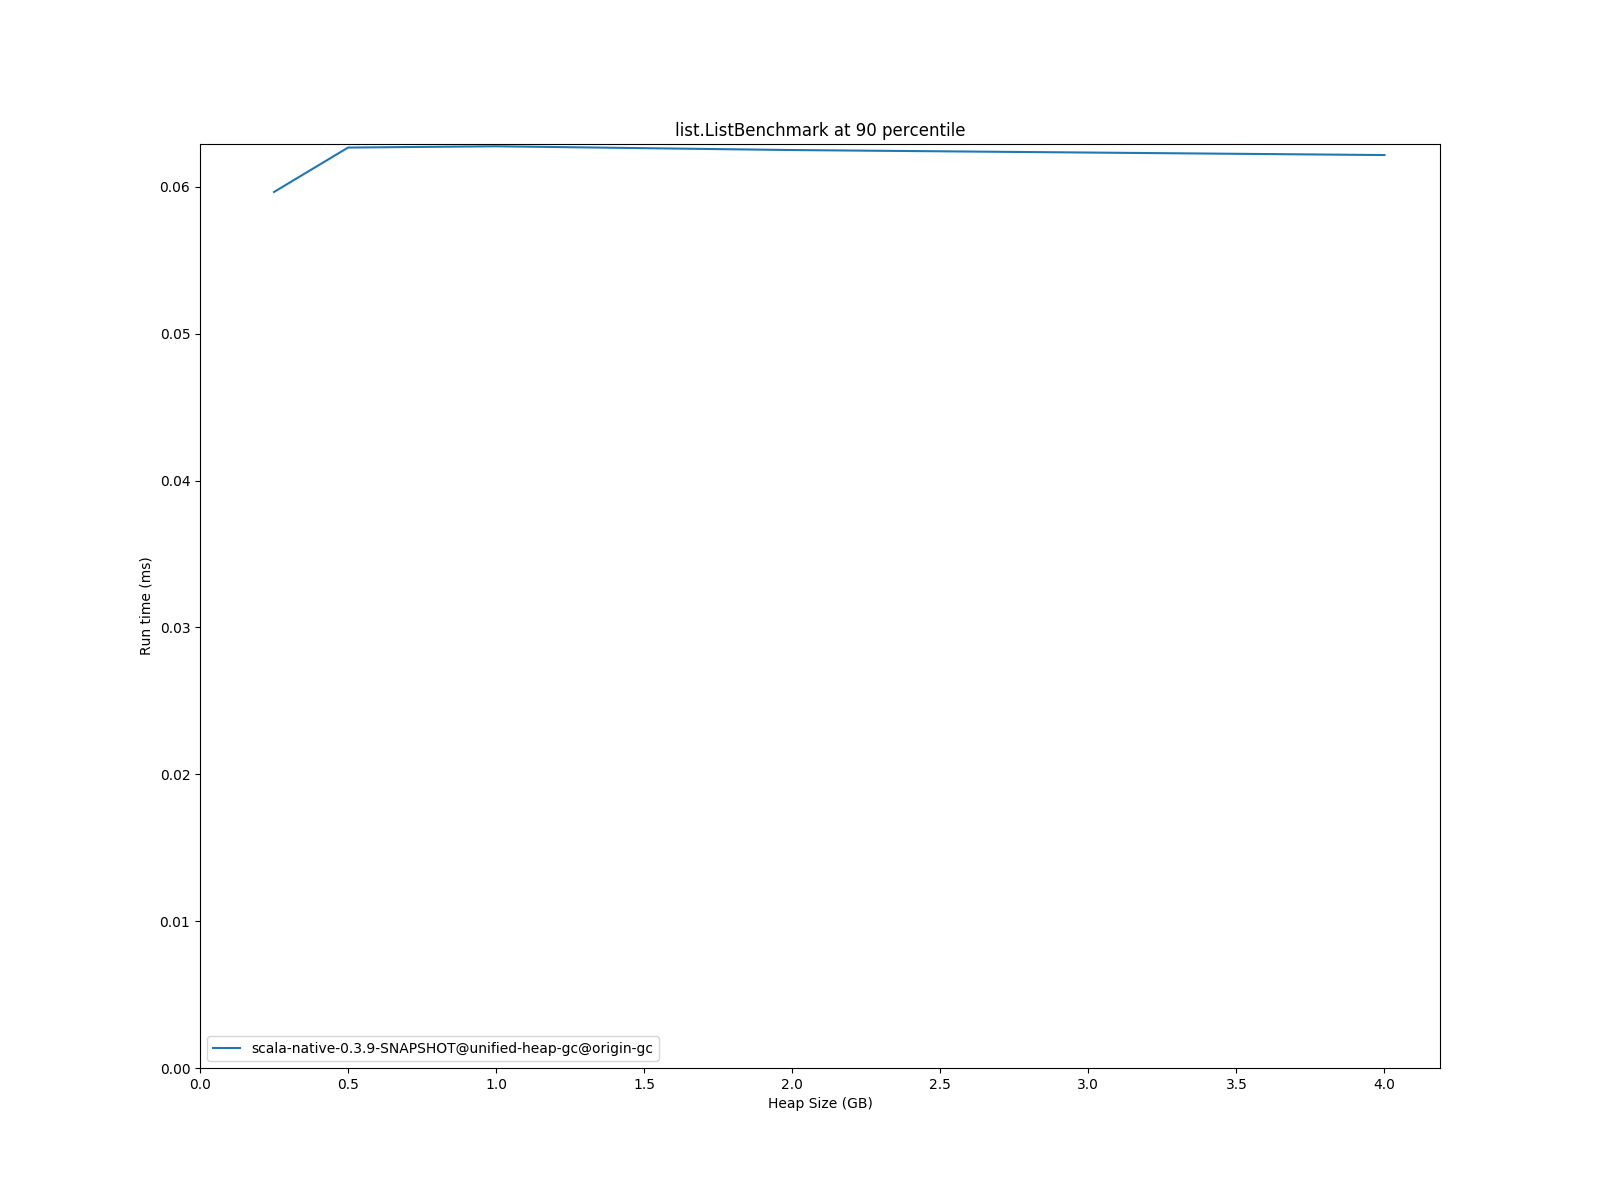 list.ListBenchmark at 90 percentile
0.06
0.05
0.04
0.03
0.02
0.01
0.00
Run time (ms)
scala-native-0.3.9-SNAPSHOT@unified-heap-gc@origin-gc
0.0 0.5 1.0 1.5 2.0 2.5 3.0 3.5 4.0
Heap Size (GB)